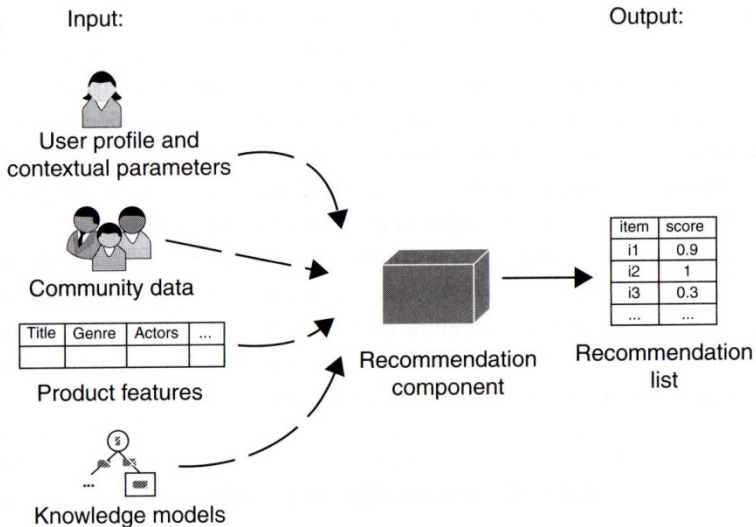 Input:
Output:
User profile and
contextual parameters
Community data
Title Genre Actors ...
Product features
...
Knowledge models
Recommendation
component
item score
i1 0.9
i2 1
i3 0.3
... ...
Recommendation
list